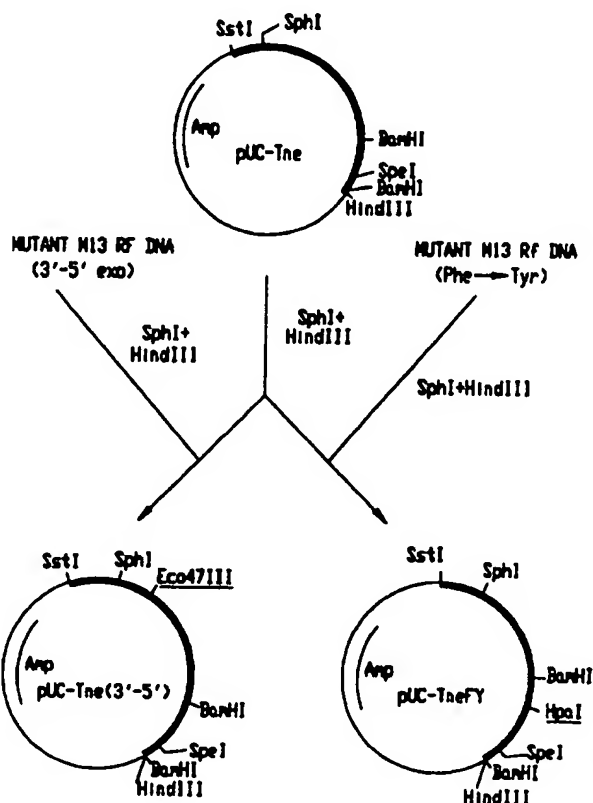 SstI
SphI
Amp
pUC-Tne
BamHI
SpeI
BamHI
HindIII
MUTANT M13 RF DNA
(3'-5' exo)
MUTANT M13 Rf DNA
(Phe→Tyr)
SphI+
HindIII
SphI+
HindIII
SphI+HindIII
SstI
SphI
Eco47III
Amp
pUC-Tne(3'-5')
BamHI
SpeI
BamHI
HindIII
SstI
SphI
Amp
pUC-TneFY
BamHI
HpaI
SpeI
BamHI
HindIII